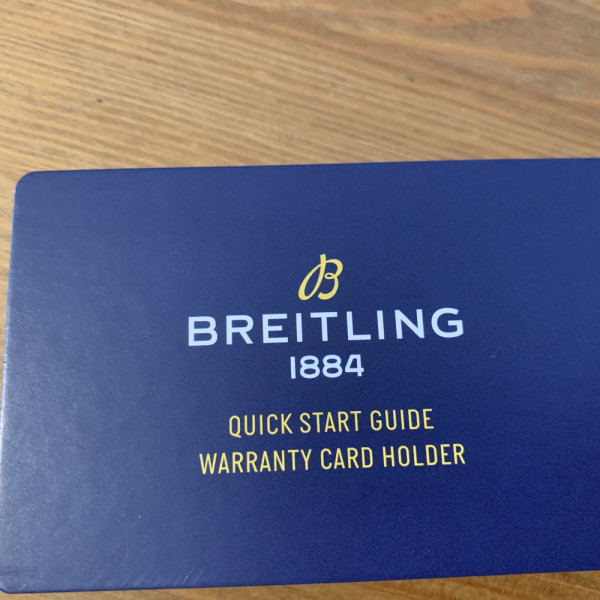 B
BREITLING
1884
QUICK START GUIDE
WARRANTY CARD HOLDER